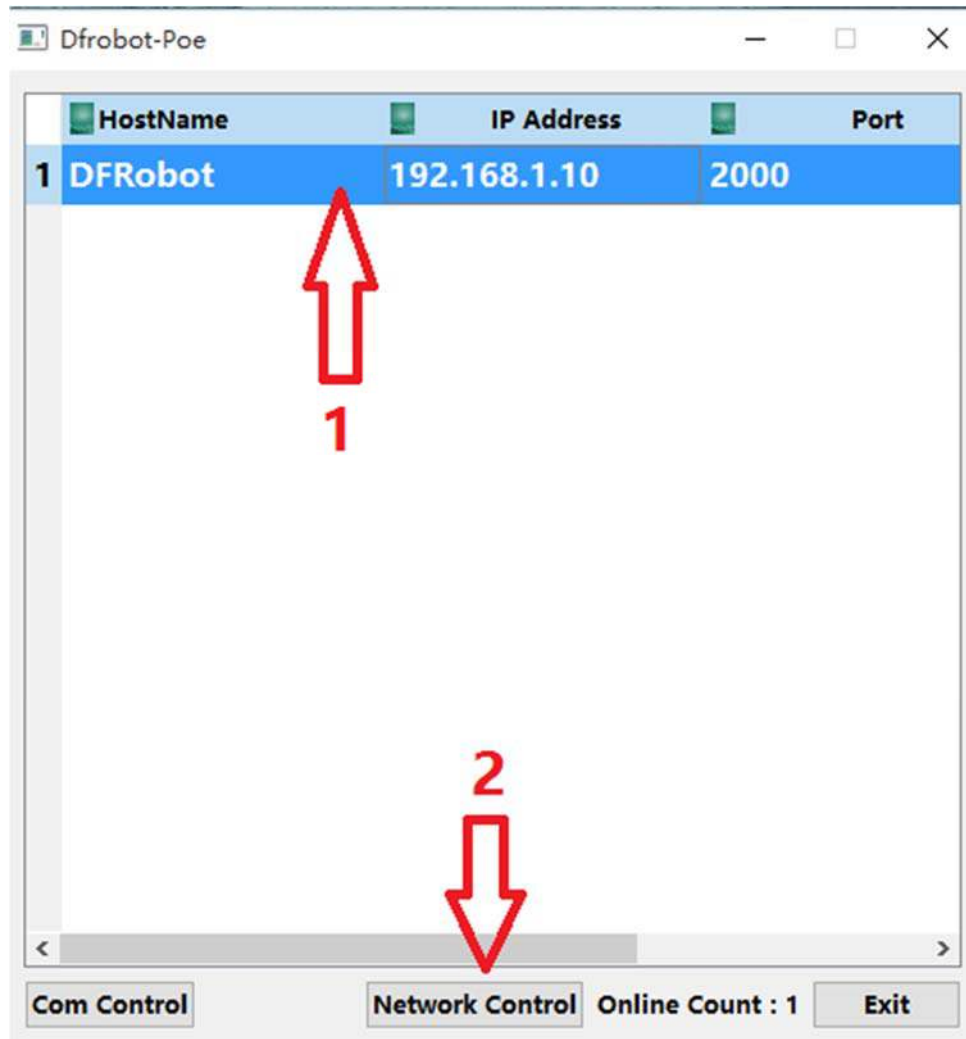 Dfrobot-Poe
HostName IP Address Port
1 DFRobot 192.168.1.10 2000
1
2
Com Control Network Control Online Count : 1 Exit